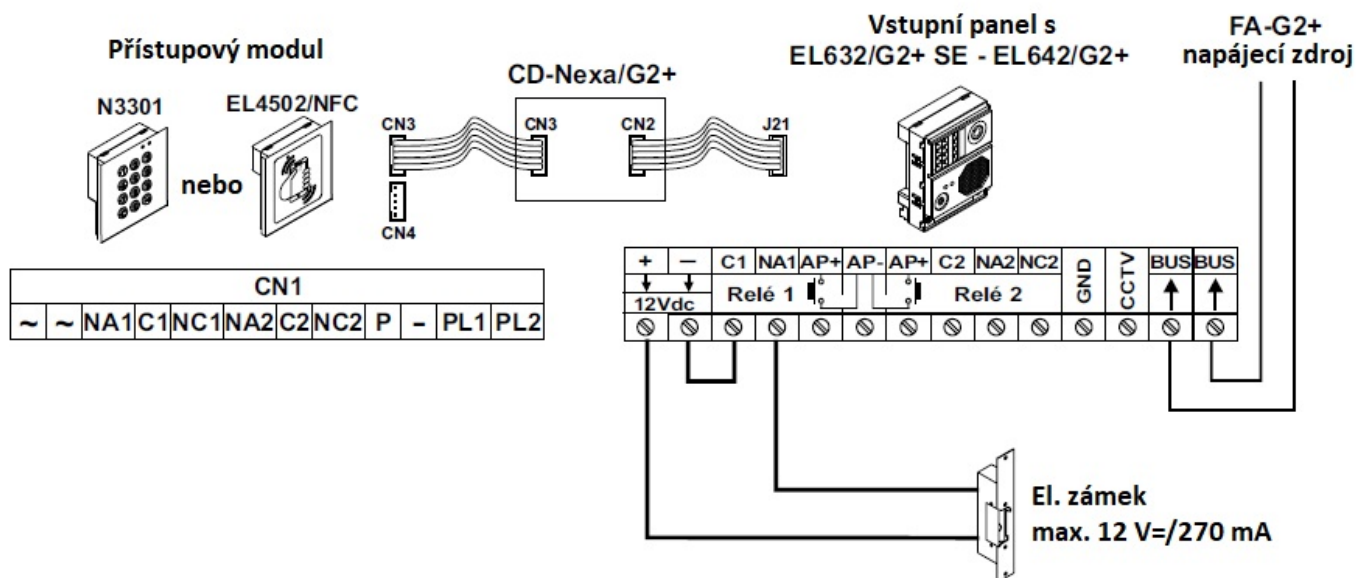 Přístupový modul
N3301
EL4502/NFC
nebo
CD-Nexa/G2+
CN3
CN3
CN2
J21
CN4
Vstupní panel s
EL632/G2+ SE - EL642/G2+
FA-G2+
napájecí zdroj
CN1
~ ~ NA1 C1 NC1 NA2 C2 NC2 P – PL1 PL2
+ – C1 NA1 AP+ AP- AP+ C2 NA2 NC2 GND CCTV BUS BUS
12Vdc Relé 1 Relé 2
El. zámek
max. 12 V=/270 mA